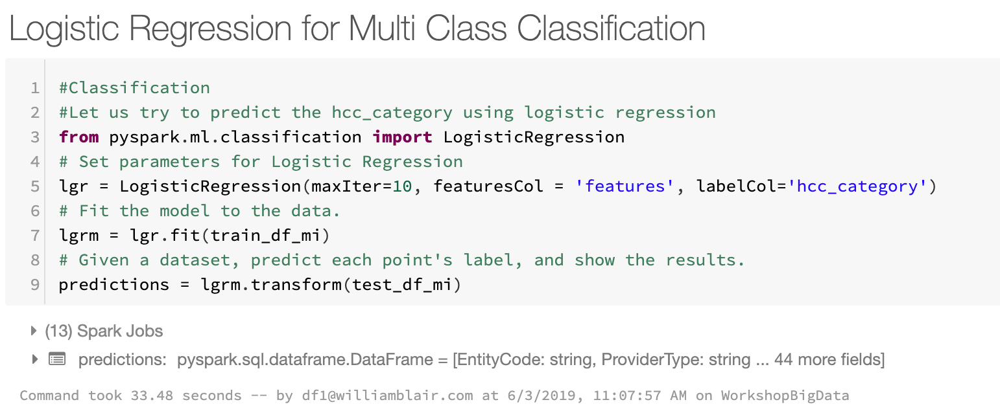 Logistic Regression for Multi Class Classification
1 #Classification
2 #Let us try to predict the hcc_category using logistic regression
3 from pyspark.ml.classification import LogisticRegression
4 # Set parameters for Logistic Regression
5 lgr = LogisticRegression(maxIter=10, featuresCol = 'features', labelCol='hcc_category')
6 # Fit the model to the data.
7 lgrm = lgr.fit(train_df_mi)
8 # Given a dataset, predict each point's label, and show the results.
9 predictions = lgrm.transform(test_df_mi)
(13) Spark Jobs
predictions: pyspark.sql.dataframe.DataFrame = [EntityCode: string, ProviderType: string ... 44 more fields]
Command took 33.48 seconds -- by df1@williamblair.com at 6/3/2019, 11:07:57 AM on WorkshopBigData